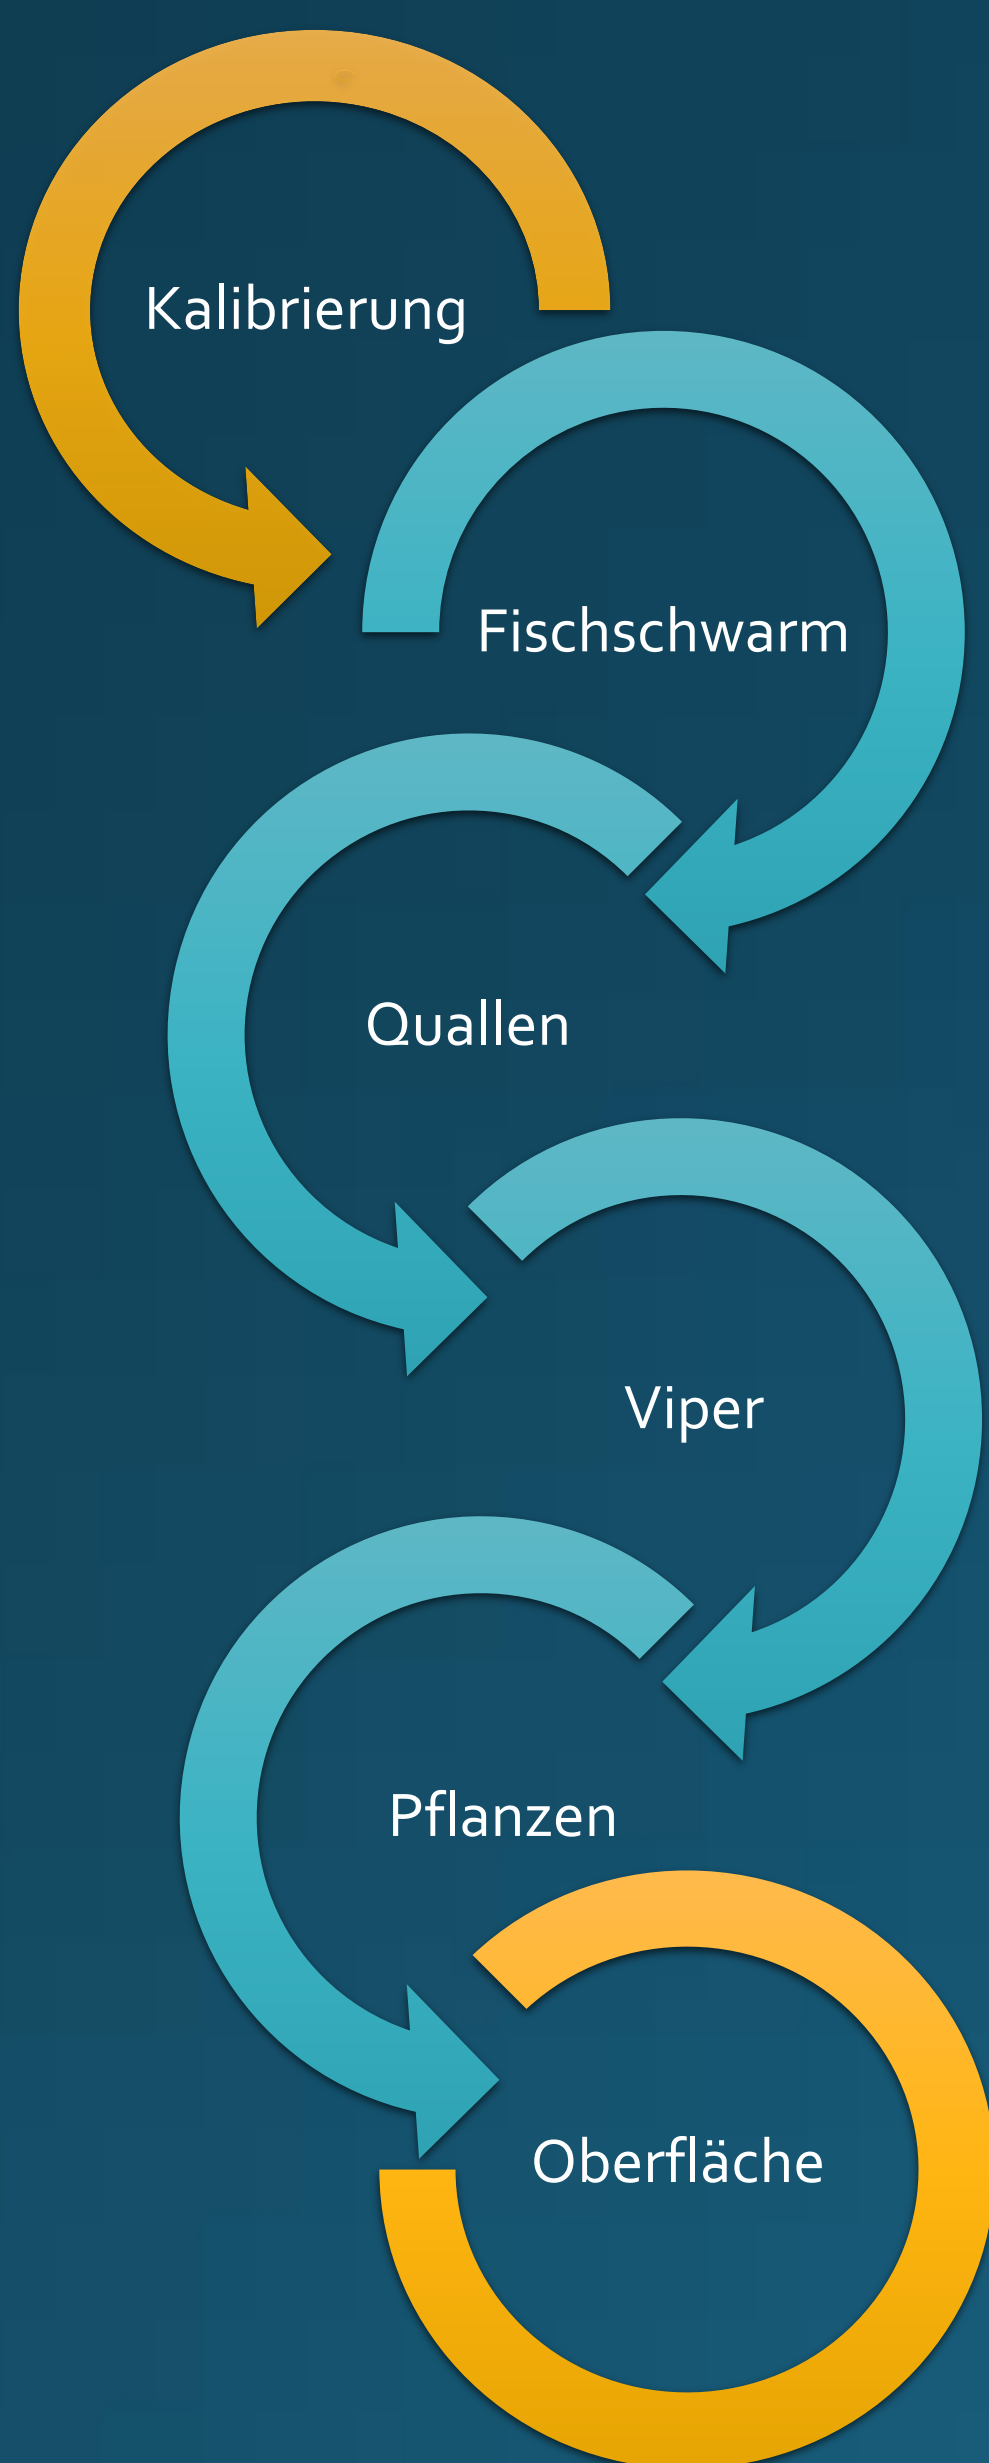 Kalibrierung
Fischschwarm
Quallen
Viper
Pflanzen
Oberfläche